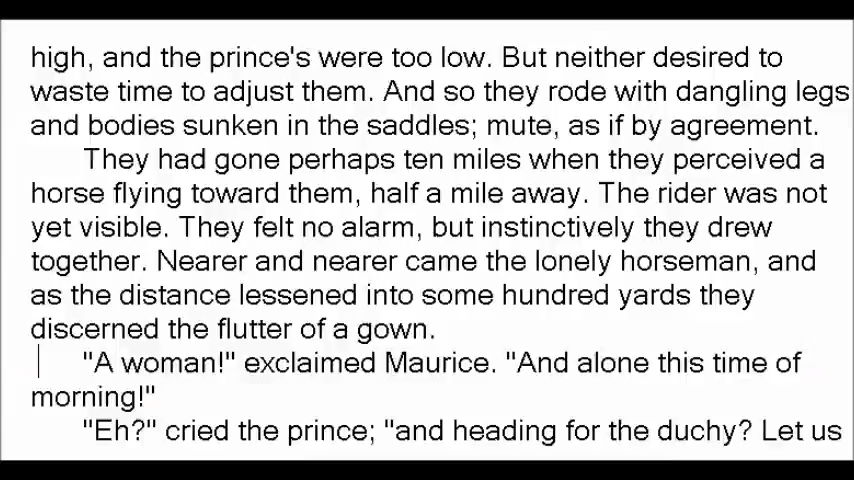 high, and the prince's were too low. But neither desired to
waste time to adjust them. And so they rode with dangling legs
and bodies sunken in the saddles; mute, as if by agreement.
They had gone perhaps ten miles when they perceived a
horse flying toward them, half a mile away. The rider was not
yet visible. They felt no alarm, but instinctively they drew
together. Nearer and nearer came the lonely horseman, and
as the distance lessened into some hundred yards they
discerned the flutter of a gown.
"A woman!" exclaimed Maurice. "And alone this time of
morning!"
"Eh?" cried the prince; "and heading for the duchy? Let us